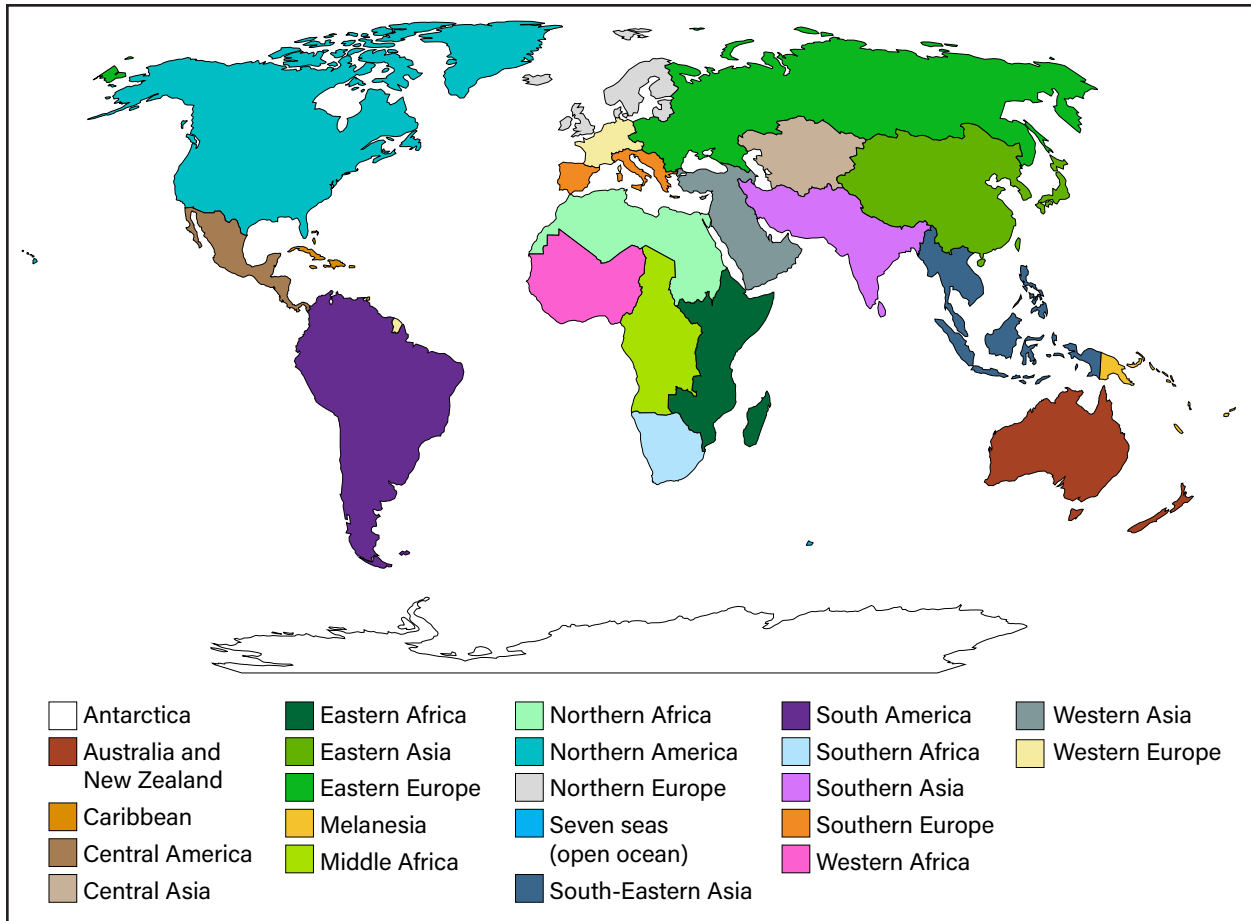 Antarctica
Australia and
New Zealand
Caribbean
Central America
Central Asia
Eastern Africa
Eastern Asia
Eastern Europe
Melanesia
Middle Africa
Northern Africa
Northern America
Northern Europe
Seven seas
(open ocean)
South-Eastern Asia
South America
Southern Africa
Southern Asia
Southern Europe
Western Africa
Western Asia
Western Europe